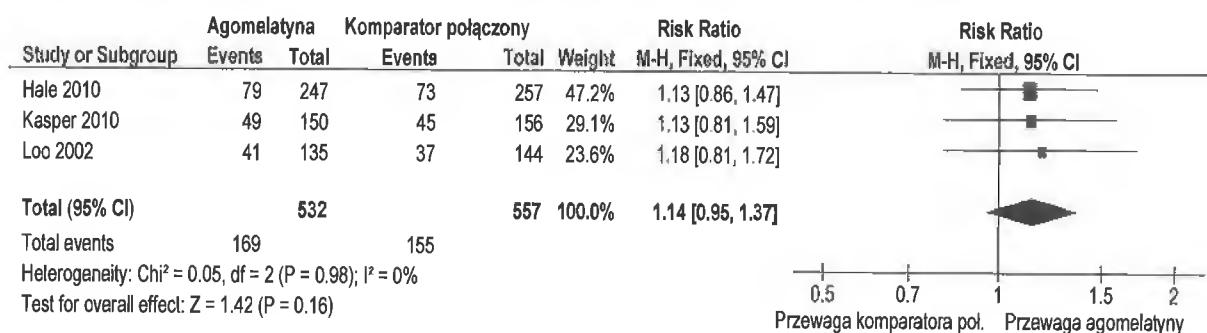 Agomelatyna Komparator połączony Risk Ratio Risk Ratio
Study or Subgroup Events Total Events Total Weight M-H, Fixed, 95% CI M-H, Fixed, 95% CI
Hale 2010 79 247 73 257 47.2% 1.13 [0.86, 1.47]
Kasper 2010 49 150 45 156 29.1% 1.13 [0.81, 1.59]
Loo 2002 41 135 37 144 23.6% 1.18 [0.81, 1.72]
Total (95% CI) 532 557 100.0% 1.14 [0.95, 1.37]
Total events 169 155
Heterogeneity: Chi² = 0.05, df = 2 (P = 0.98); I² = 0%
Test for overall effect: Z = 1.42 (P = 0.16)
0.5 0.7 1 1.5 2
Przewaga komparatora poł. Przewaga agomelatyny